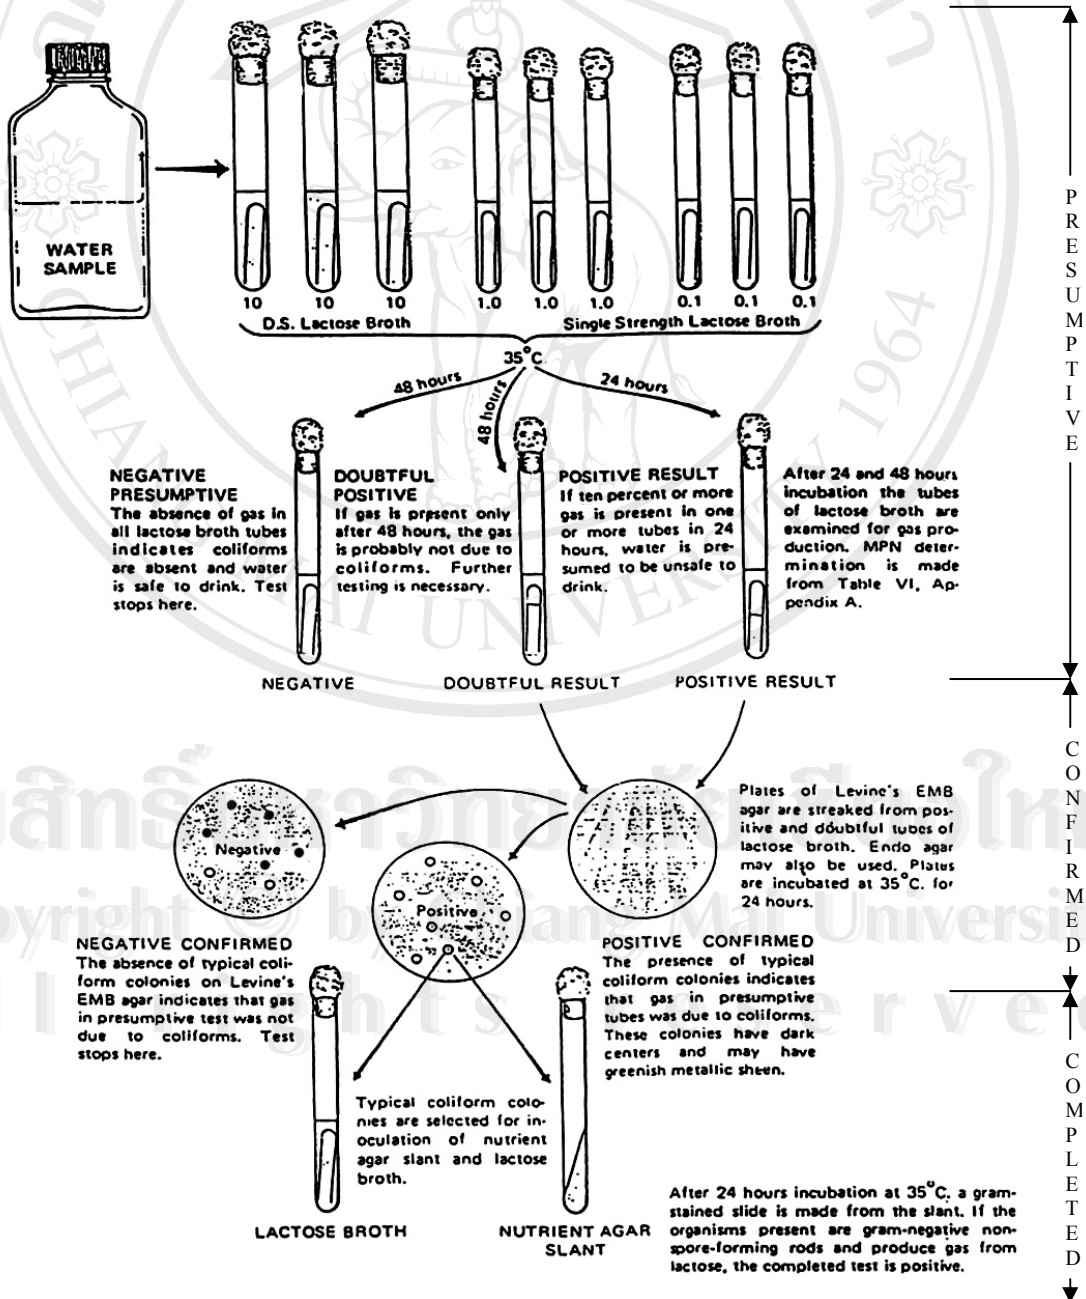 WATER
SAMPLE
10 10 10 1.0 1.0 1.0 0.1 0.1 0.1
D.S. Lactose Broth
Single Strength Lactose Broth
35°C
48 hours
48 hours
24 hours
NEGATIVE
PRESUMPTIVE
The absence of gas in
all lactose broth tubes
indicates coliforms
are absent and water
is safe to drink. Test
stops here.
DOUBTFUL
POSITIVE
If gas is present only
after 48 hours, the gas
is probably not due to
coliforms. Further
testing is necessary.
POSITIVE RESULT
If ten percent or more
gas is present in one
or more tubes in 24
hours, water is pre-
sumed to be unsafe to
drink.
After 24 and 48 hours
incubation the tubes
of lactose broth are
examined for gas pro-
duction. MPN deter-
mination is made
from Table VI, Ap-
pendix A.
NEGATIVE
DOUBTFUL RESULT
POSITIVE RESULT
PRESUMPTIVE
Negative
Positive
Plates of Levine's EMB
agar are streaked from pos-
itive and doubtful tubes of
lactose broth. Endo agar
may also be used. Plates
are incubated at 35°C. for
24 hours.
NEGATIVE CONFIRMED
The absence of typical coli-
form colonies on Levine's
EMB agar indicates that gas
in presumptive test was not
due to coliforms. Test
stops here.
POSITIVE CONFIRMED
The presence of typical
coliform colonies indicates
that gas in presumptive
tubes was due to coliforms.
These colonies have dark
centers and may have
greenish metallic sheen.
CONFIRMED
Typical coliform colo-
nies are selected for in-
oculation of nutrient
agar slant and lactose
broth.
LACTOSE BROTH
NUTRIENT AGAR
SLANT
After 24 hours incubation at 35°C, a gram-
stained slide is made from the slant. If the
organisms present are gram-negative non-
spore-forming rods and produce gas from
lactose, the completed test is positive.
COMPLETED
CHIANG MAI UNIVERSITY 1964
Copyright © by Chiang Mai University
All rights reserved